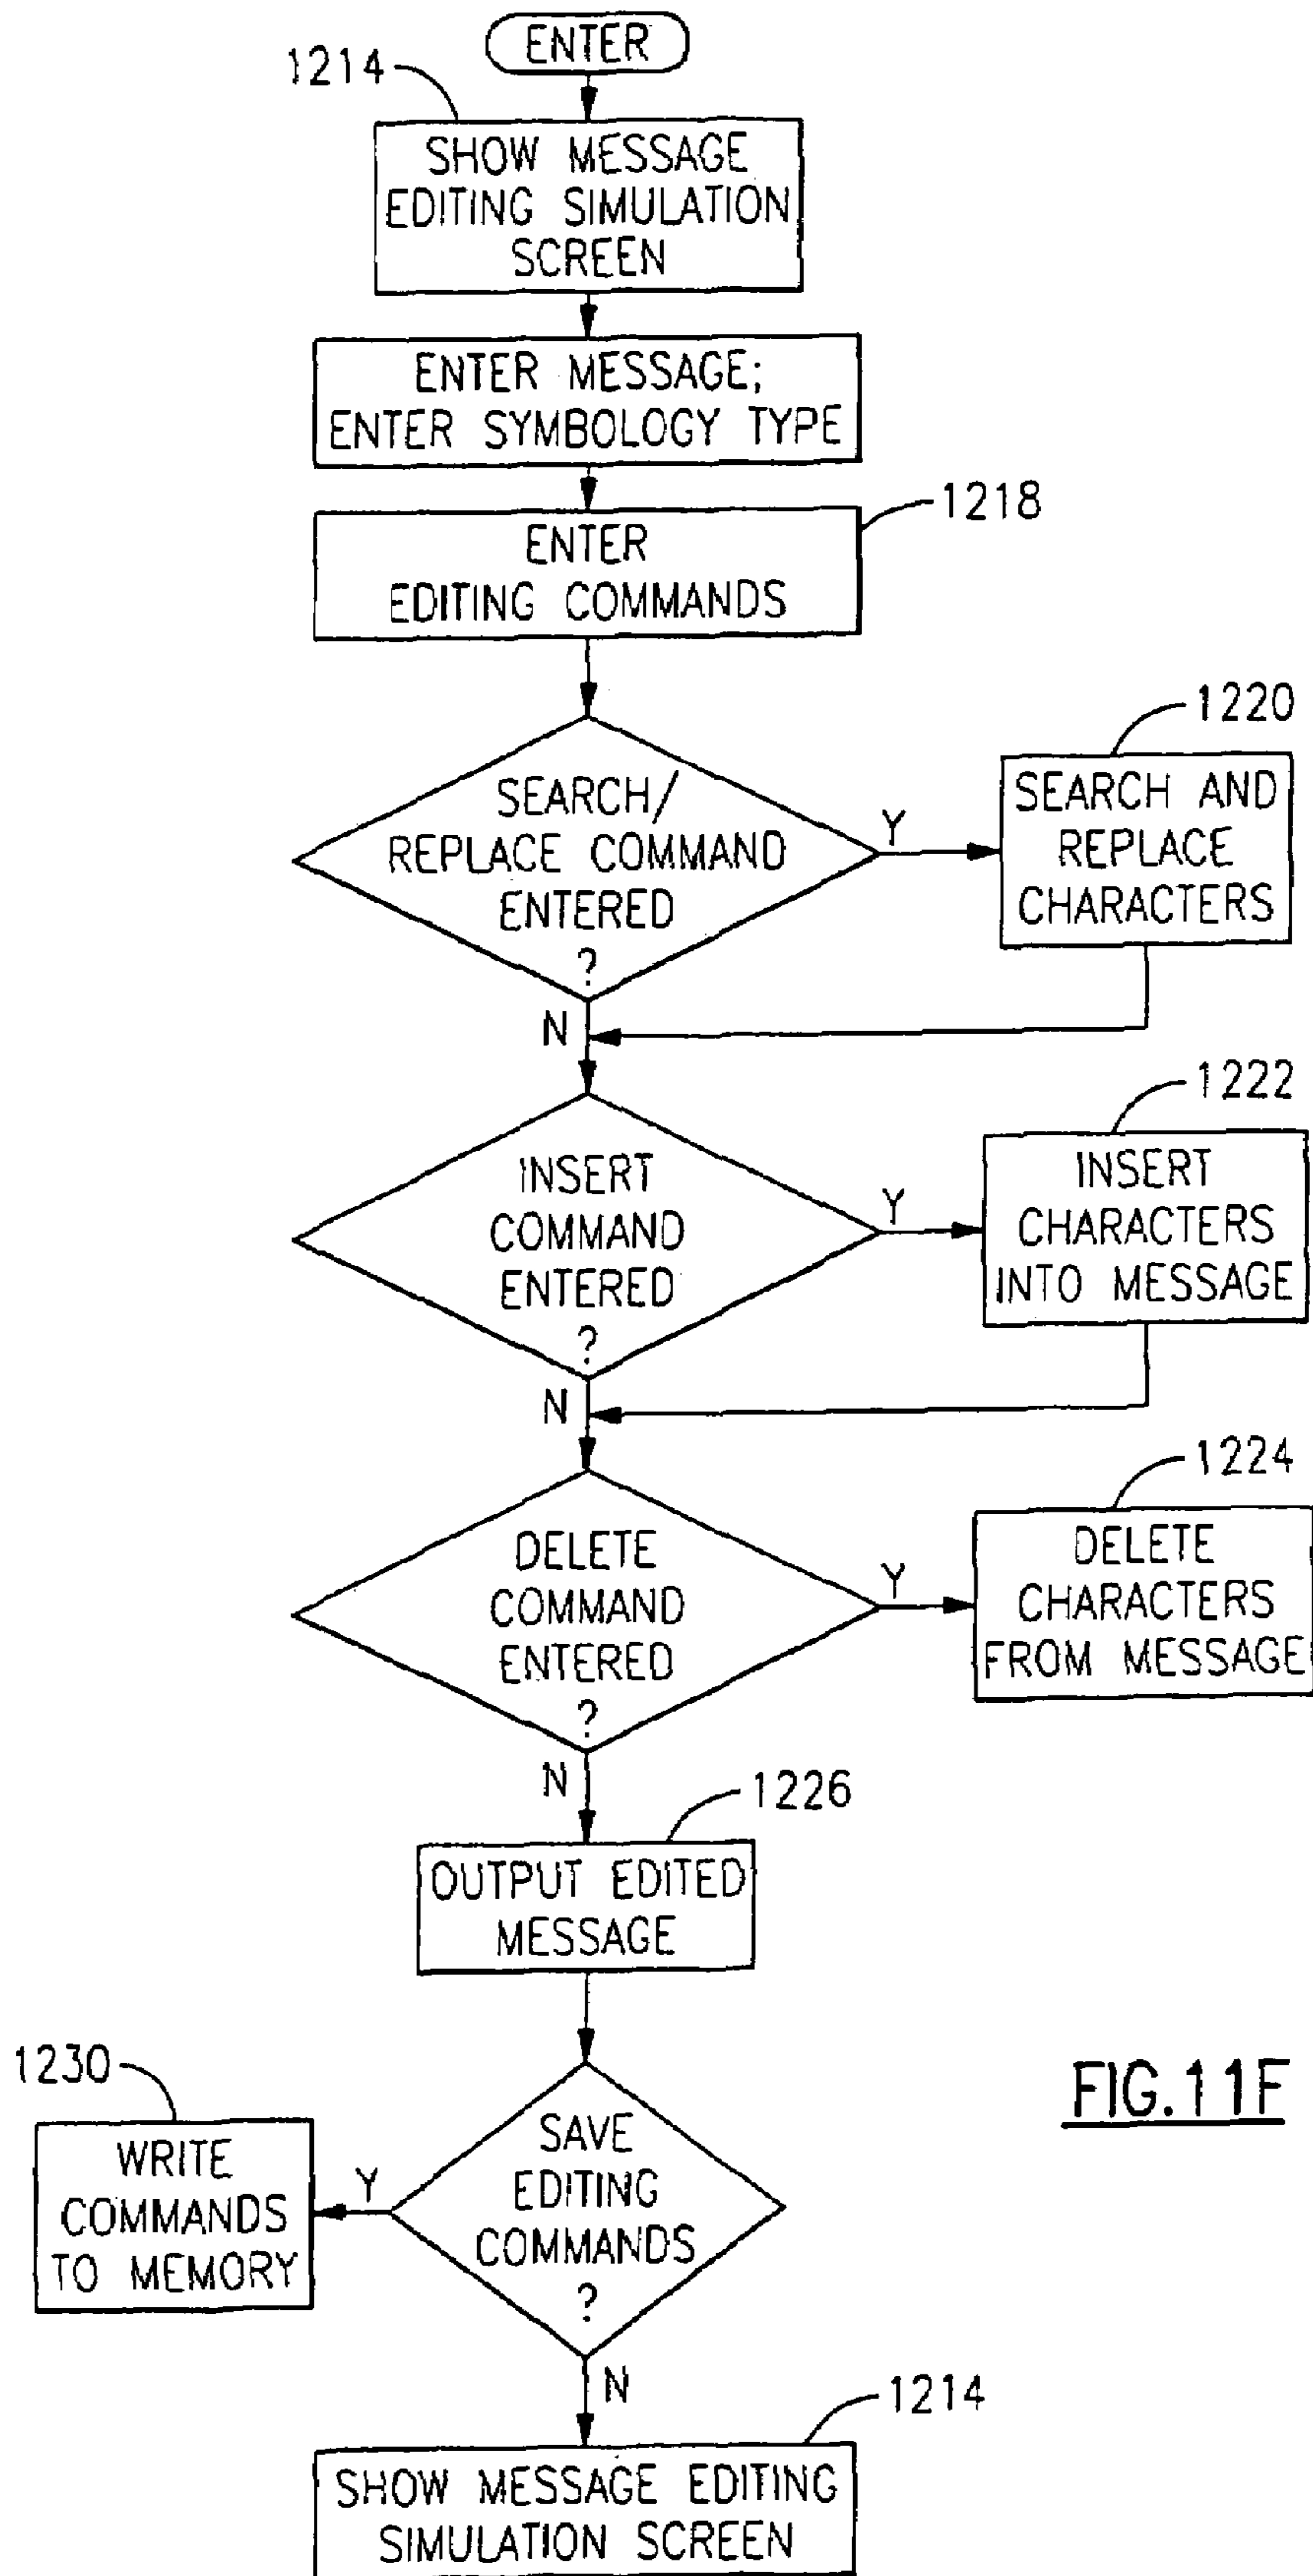 ENTER
1214
SHOW MESSAGE
EDITING SIMULATION
SCREEN
ENTER MESSAGE;
ENTER SYMBOLOGY TYPE
1218
ENTER
EDITING COMMANDS
1220
SEARCH/
REPLACE COMMAND
ENTERED
?
Y
SEARCH AND
REPLACE
CHARACTERS
N
1222
INSERT
COMMAND
ENTERED
?
Y
INSERT
CHARACTERS
INTO MESSAGE
N
1224
DELETE
COMMAND
ENTERED
?
Y
DELETE
CHARACTERS
FROM MESSAGE
N
1226
OUTPUT EDITED
MESSAGE
1230
WRITE
COMMANDS
TO MEMORY
Y
SAVE
EDITING
COMMANDS
?
FIG.11F
N
1214
SHOW MESSAGE EDITING
SIMULATION SCREEN